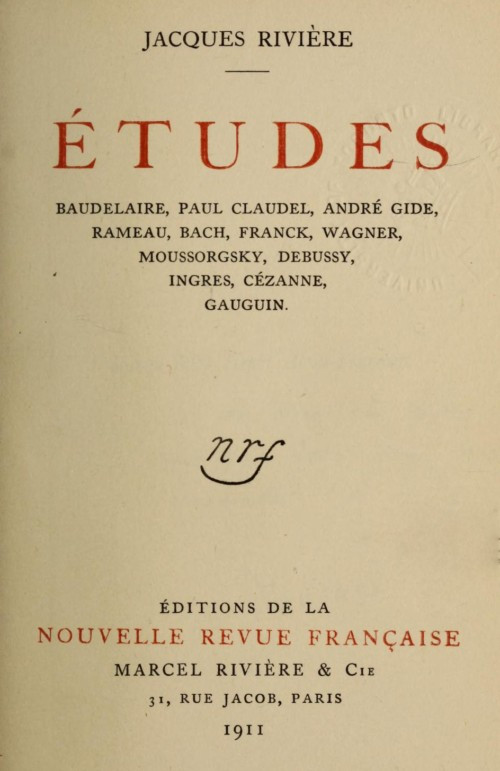 JACQUES RIVIÈRE
ÉTUDES
BAUDELAIRE, PAUL CLAUDEL, ANDRÉ GIDE,
RAMEAU, BACH, FRANCK, WAGNER,
MOUSSORGSKY, DEBUSSY,
INGRES, CÉZANNE,
GAUGUIN.
nrf
ÉDITIONS DE LA
NOUVELLE REVUE FRANÇAISE
MARCEL RIVIÈRE & CIE
31, RUE JACOB, PARIS
1911